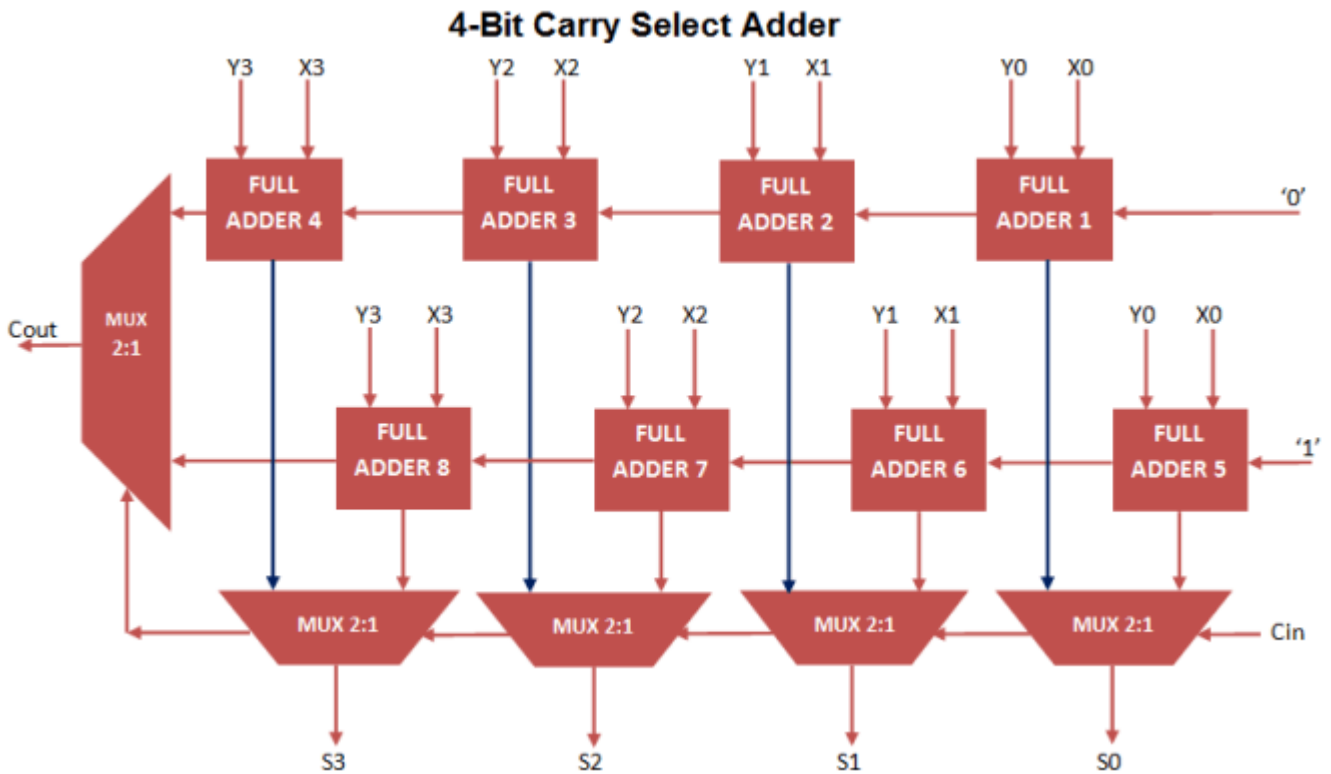 4-Bit Carry Select Adder
Y3 X3 Y2 X2 Y1 X1 Y0 X0
FULL
ADDER 4
FULL
ADDER 3
FULL
ADDER 2
FULL
ADDER 1
‘0’
MUX
2:1
Cout
Y3 X3 Y2 X2 Y1 X1 Y0 X0
FULL
ADDER 8
FULL
ADDER 7
FULL
ADDER 6
FULL
ADDER 5
‘1’
MUX 2:1 MUX 2:1 MUX 2:1 MUX 2:1 Cin
S3 S2 S1 S0